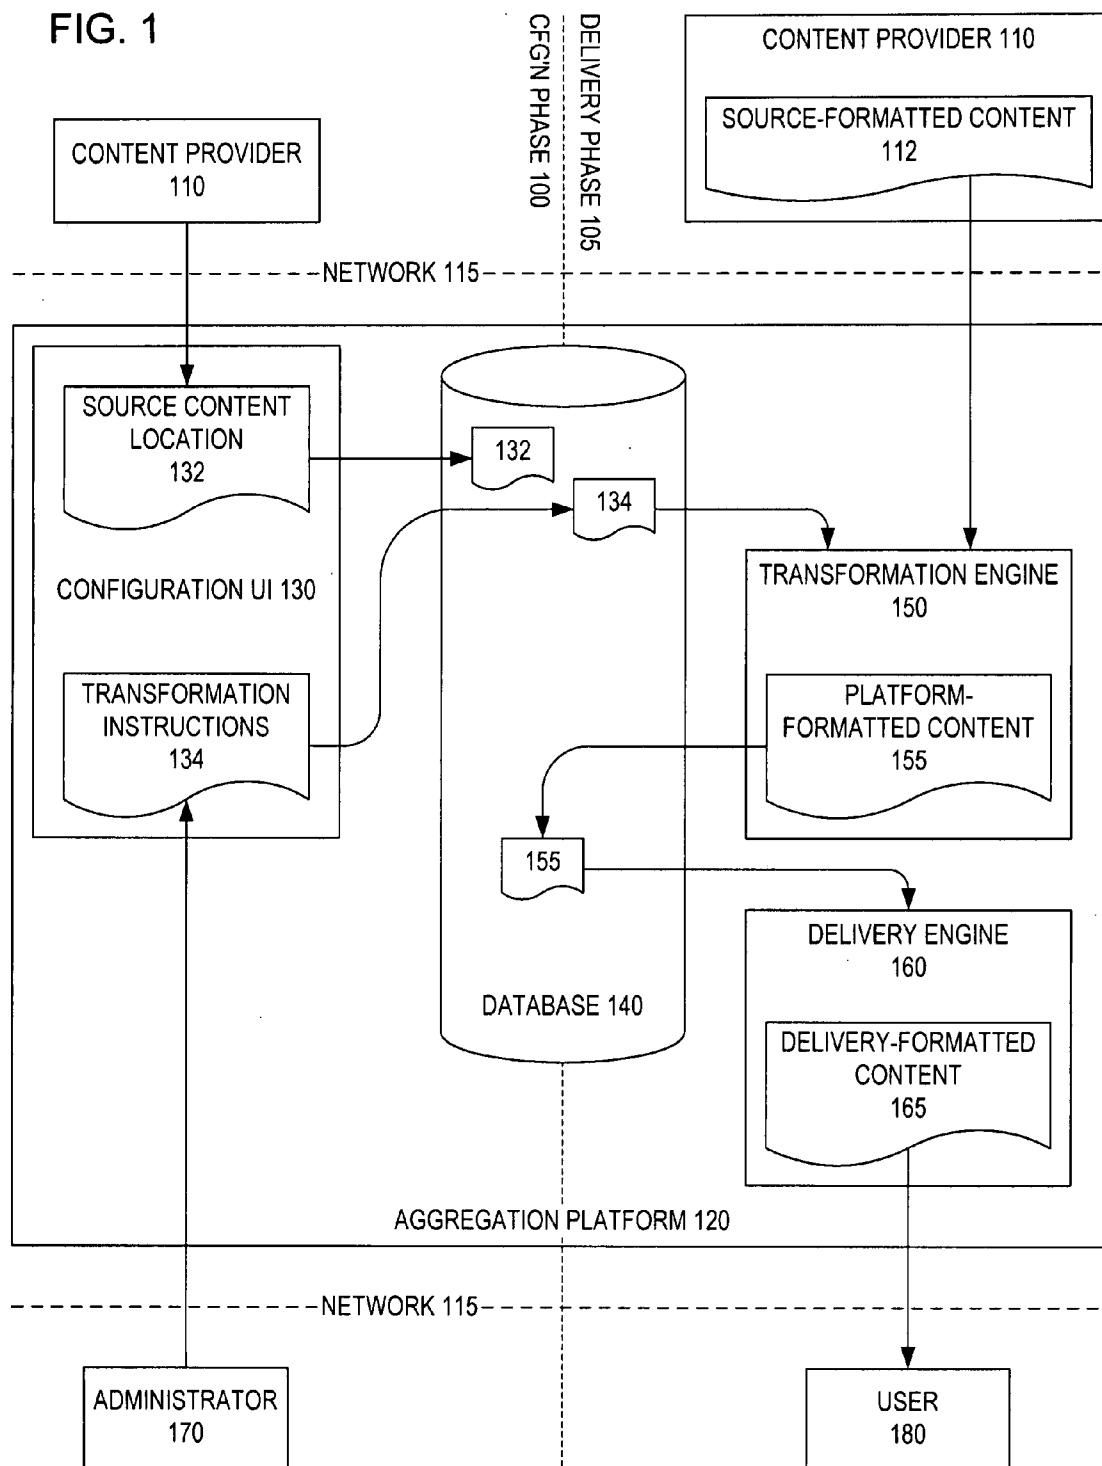 FIG. 1
CFG'N PHASE 100
DELIVERY PHASE 105
CONTENT PROVIDER 110
SOURCE-FORMATTED CONTENT
112
CONTENT PROVIDER
110
NETWORK 115
SOURCE CONTENT
LOCATION
132
132
134
CONFIGURATION UI 130
TRANSFORMATION ENGINE
150
TRANSFORMATION
INSTRUCTIONS
134
PLATFORM-
FORMATTED CONTENT
155
155
DELIVERY ENGINE
160
DATABASE 140
DELIVERY-FORMATTED
CONTENT
165
AGGREGATION PLATFORM 120
NETWORK 115
ADMINISTRATOR
170
USER
180